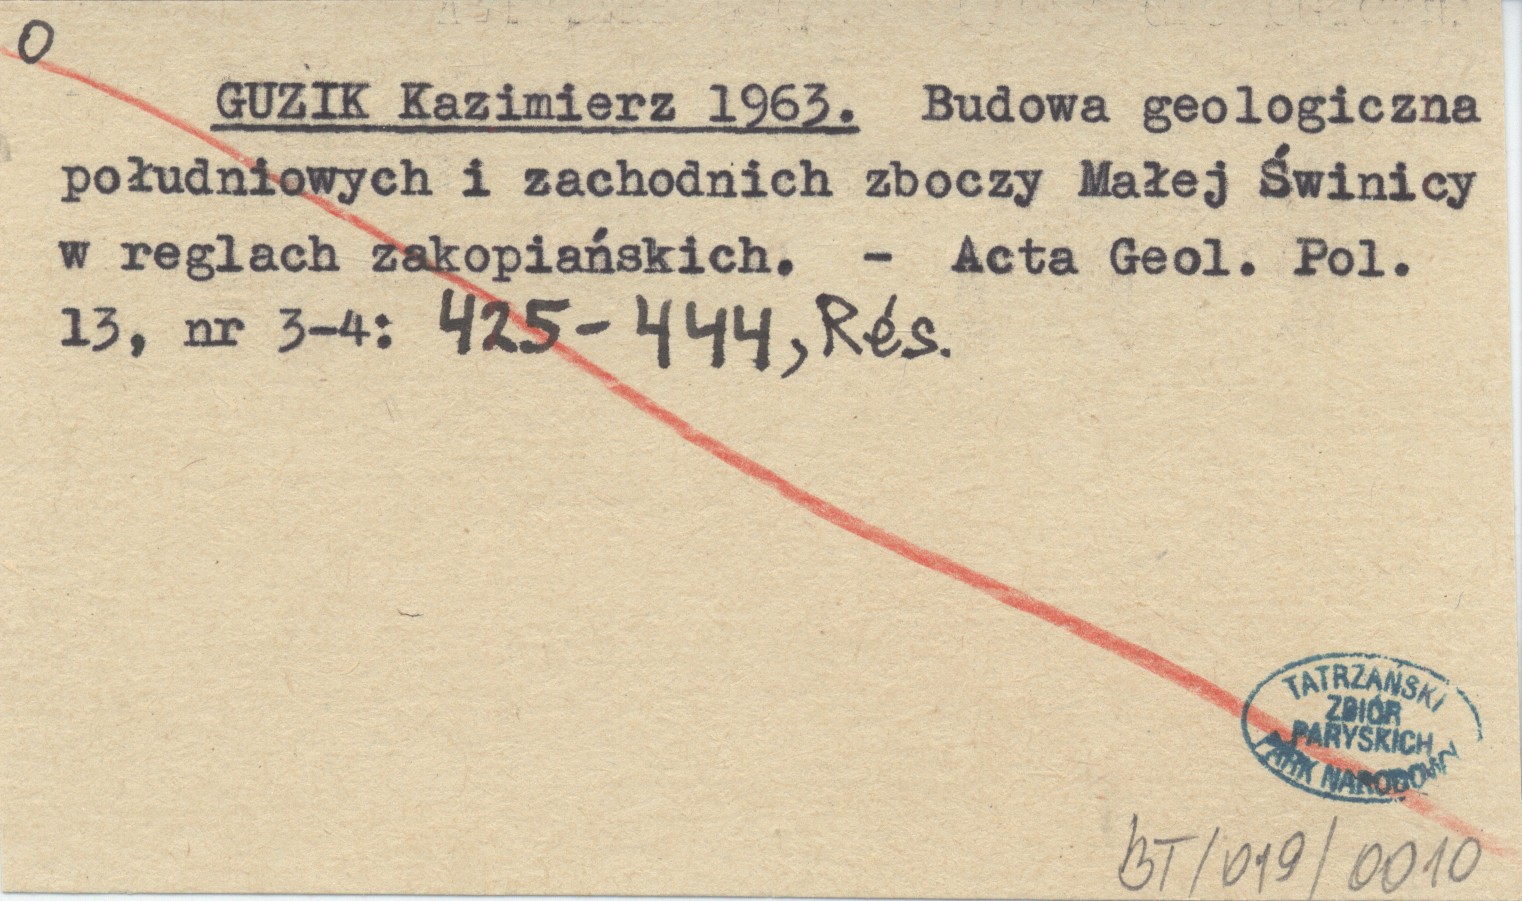 O
GUZIK Kazimierz 1963. Budowa geologiczna
południowych i zachodnich zboczy Małej Świnicy
w reglach zakopiańskich. - Acta Geol. Pol.
13, nr 3-4: 425-444, Rés.
TATRZAŃSKI
ZBIÓR
PARYSKICH
PARK NARODOWY
BT/019/0010